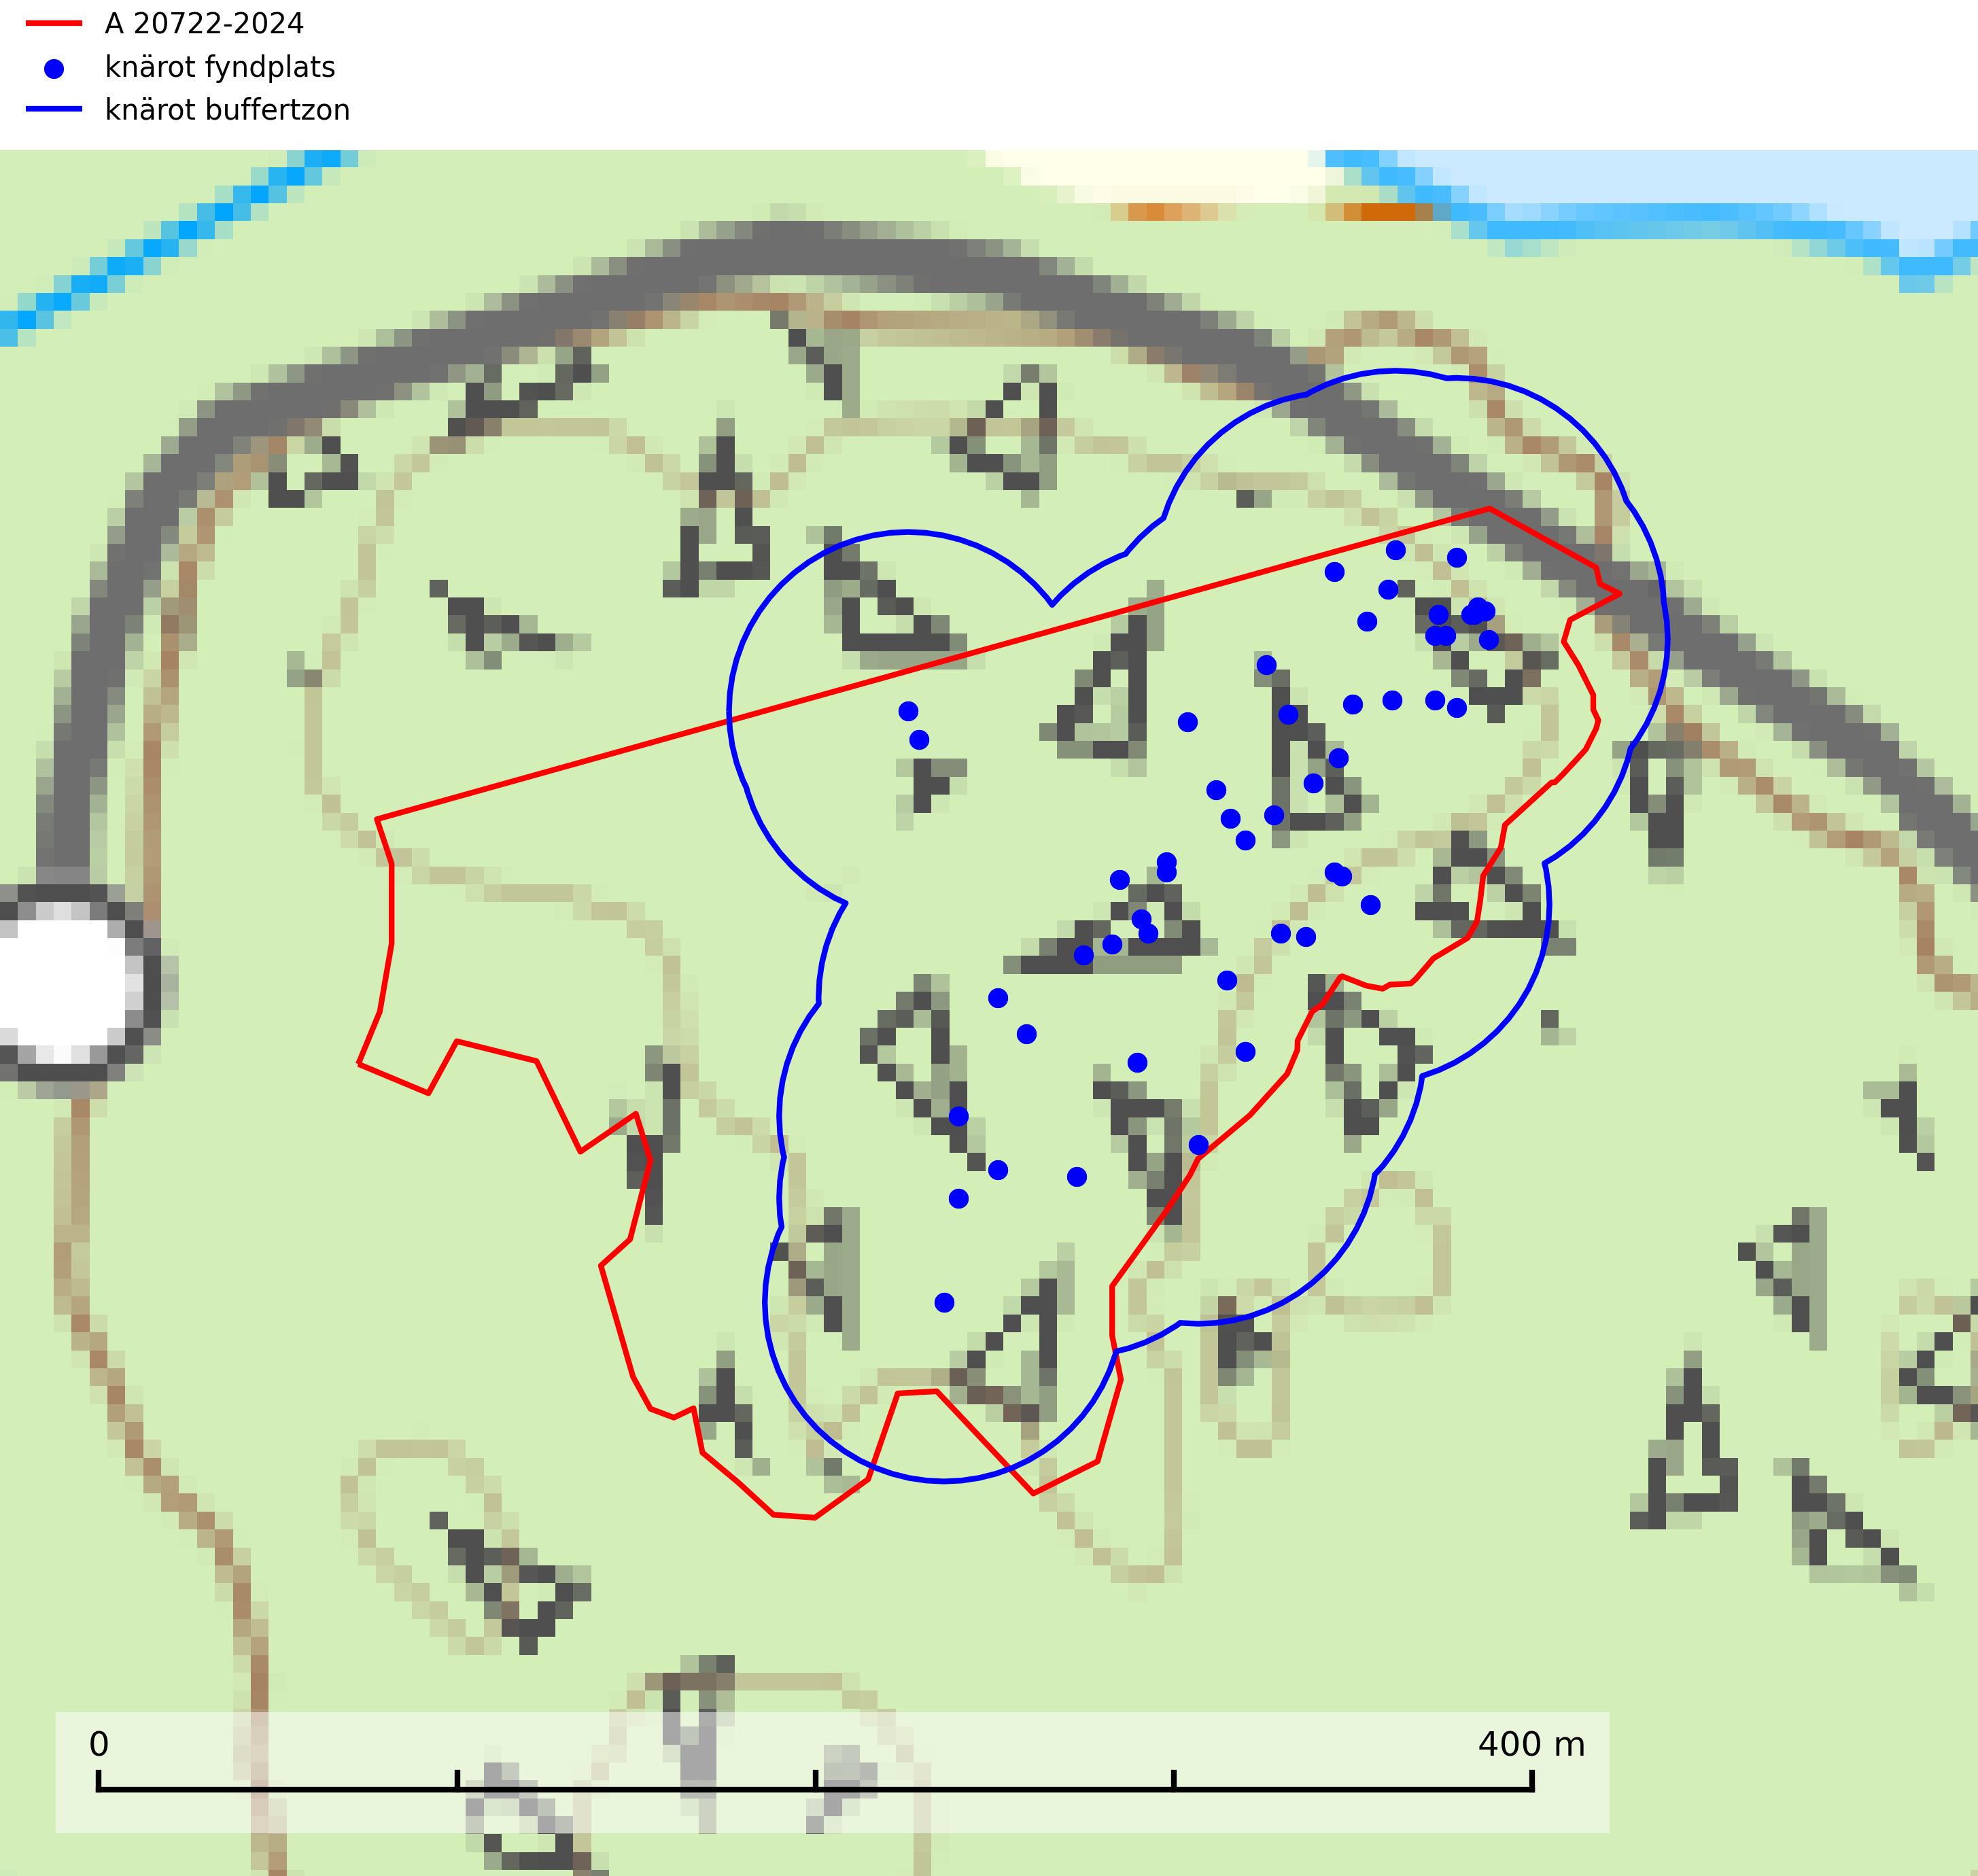 A 20722-2024
knärot fyndplats
knärot buffertzon
0
400 m